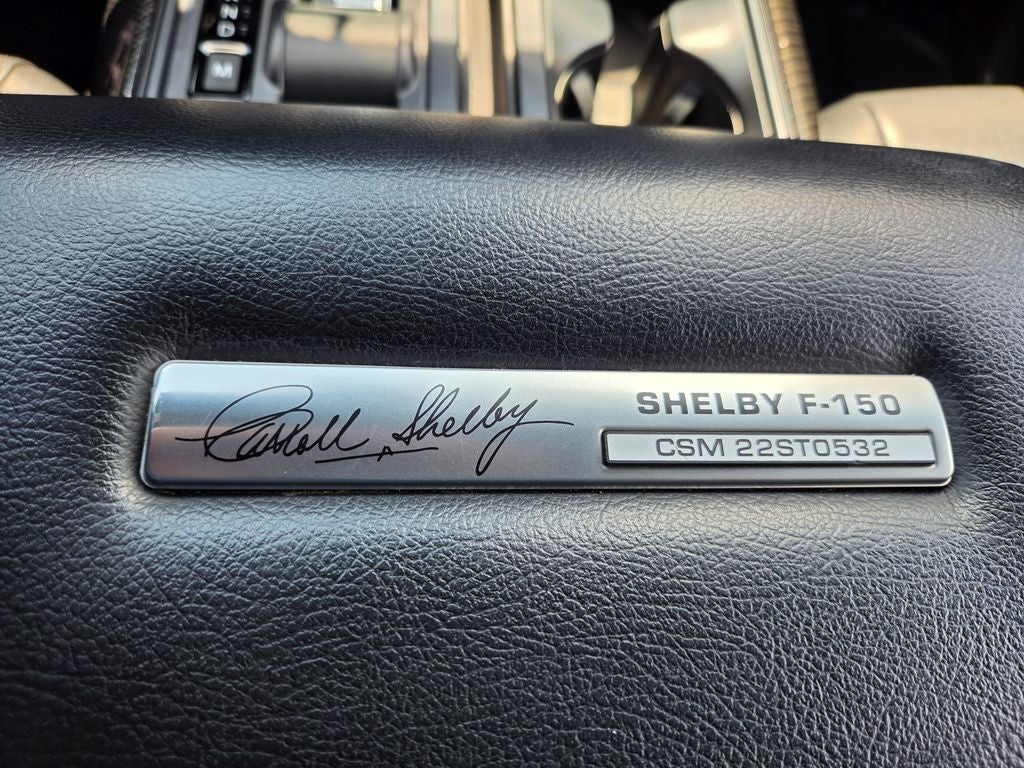 N
D
M
Carroll Shelby
SHELBY F-150
CSM 22ST0532